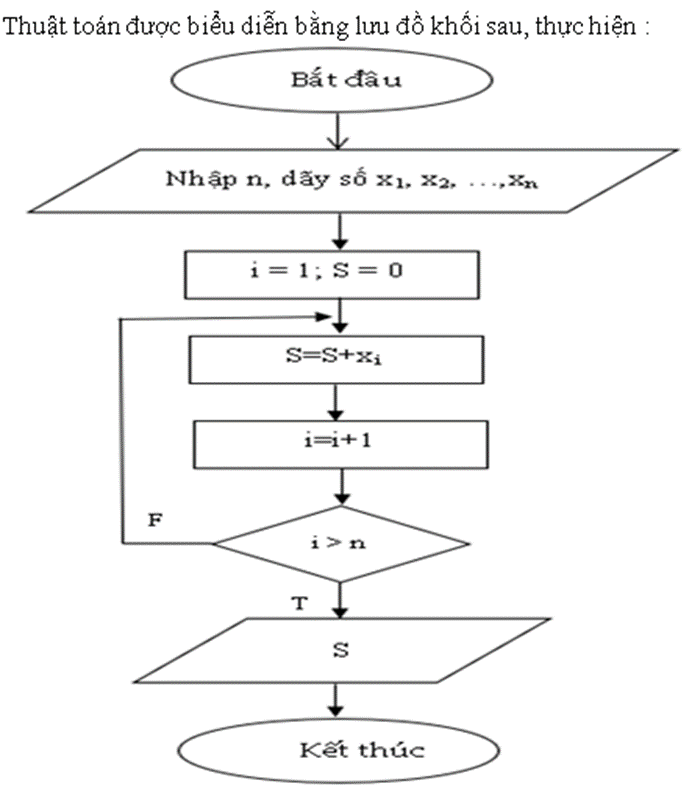 Thuật toán được biểu diễn bằng lưu đồ khối sau, thực hiện :
Bắt đâu
Nhập n, dãy số x₁, x₂, ...,xₙ
i = 1; S = 0
S=S+xᵢ
i=i+1
F
i > n
T
S
Kết thúc